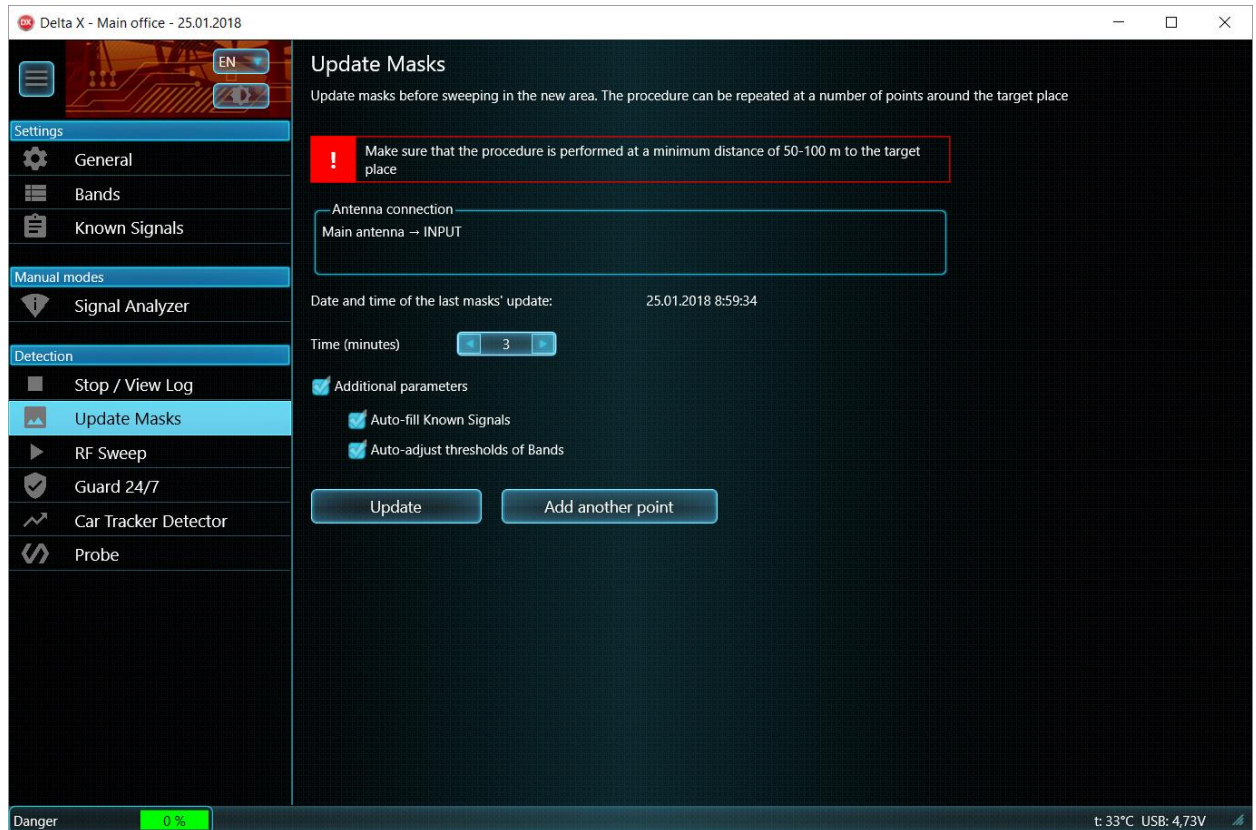 DX Delta X - Main office - 25.01.2018
EN
Settings
General
Bands
Known Signals
Manual modes
Signal Analyzer
Detection
Stop / View Log
Update Masks
RF Sweep
Guard 24/7
Car Tracker Detector
Probe
Update Masks
Update masks before sweeping in the new area. The procedure can be repeated at a number of points around the target place
! Make sure that the procedure is performed at a minimum distance of 50-100 m to the target
place
Antenna connection
Main antenna → INPUT
Date and time of the last masks' update: 25.01.2018 8:59:34
Time (minutes) 3
Additional parameters
Auto-fill Known Signals
Auto-adjust thresholds of Bands
Update Add another point
Danger 0 % t: 33°C USB: 4,73V